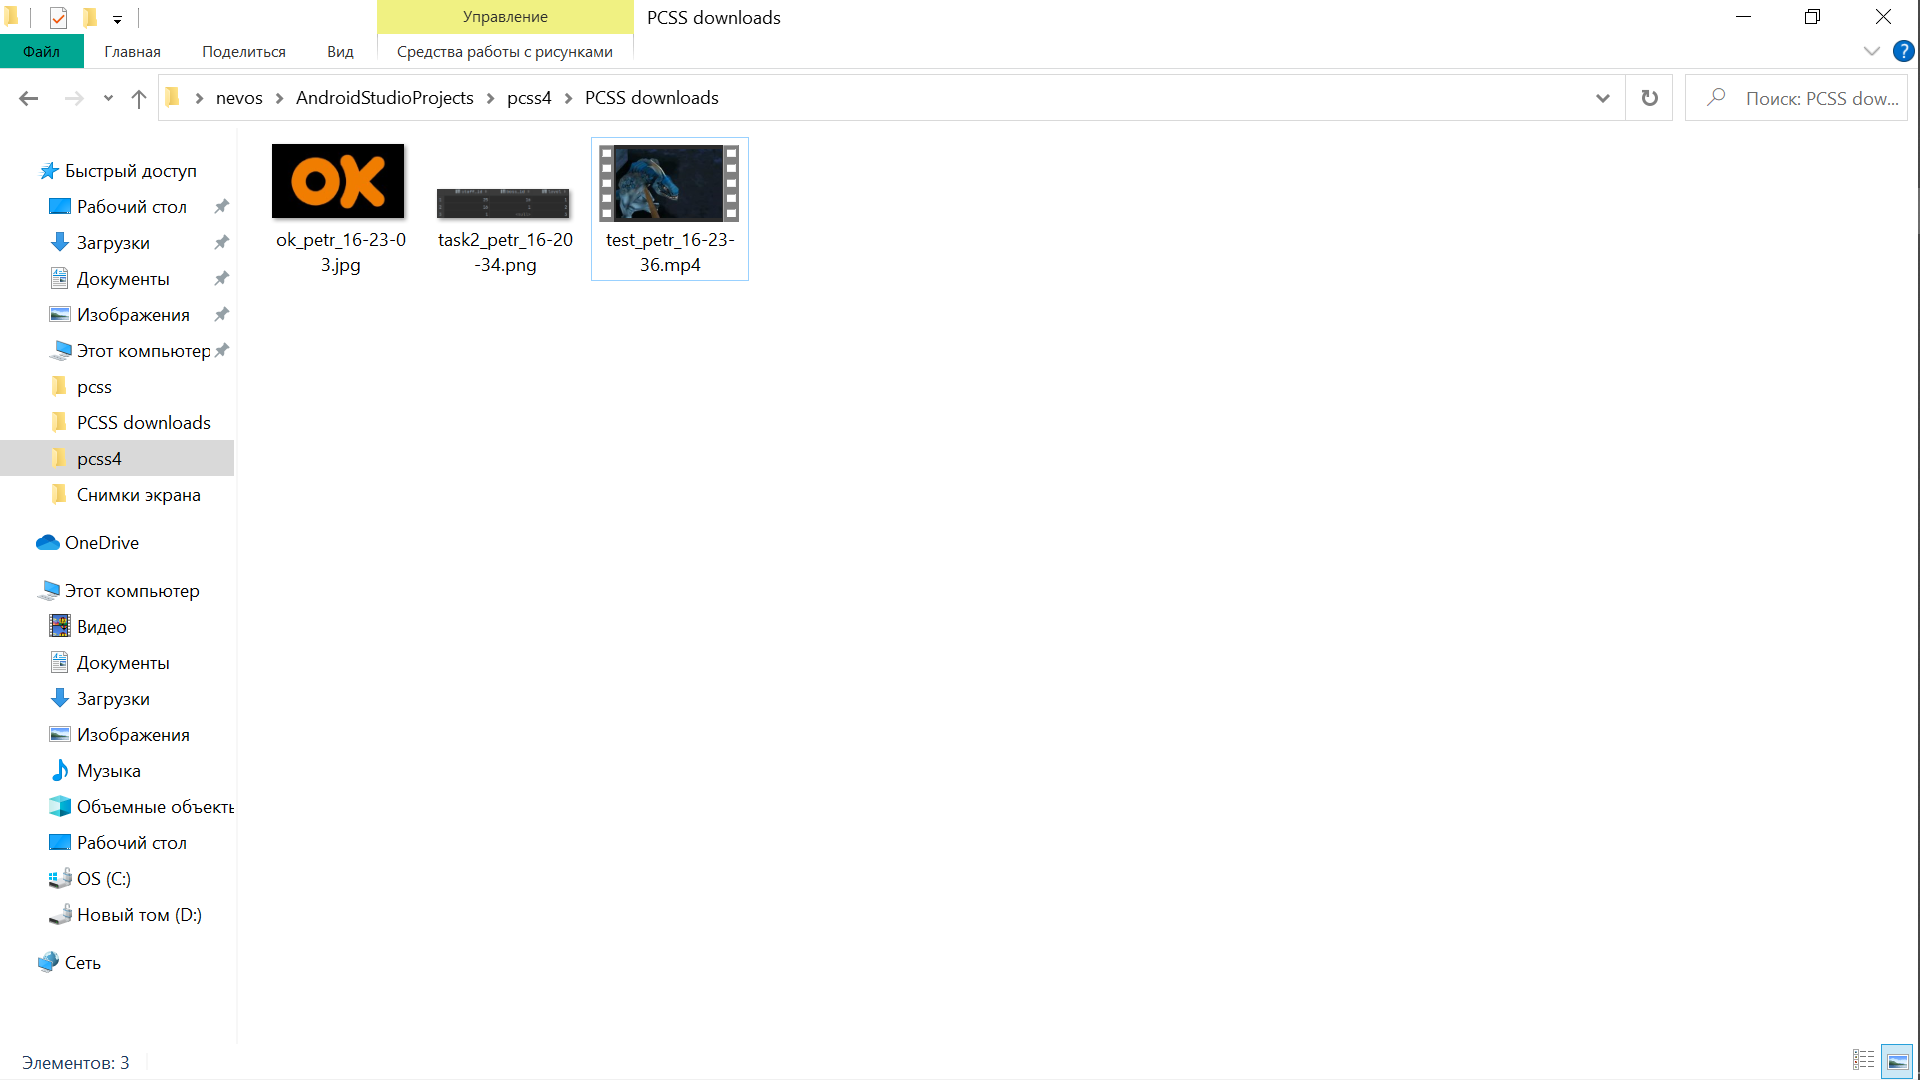 Управление
PCSS downloads
Файл
Главная
Поделиться
Вид
Средства работы с рисунками
?
nevos
AndroidStudioProjects
pcss4
PCSS downloads
Поиск: PCSS dow...
Быстрый доступ
Рабочий стол
Загрузки
Документы
Изображения
Этот компьютер
pcss
PCSS downloads
pcss4
Снимки экрана
OneDrive
Этот компьютер
Видео
Документы
Загрузки
Изображения
Музыка
Объемные объекты
Рабочий стол
OS (C:)
Новый том (D:)
Сеть
OK
ok_petr_16-23-0
3.jpg
task2_petr_16-20
-34.png
test_petr_16-23-
36.mp4
Элементов: 3